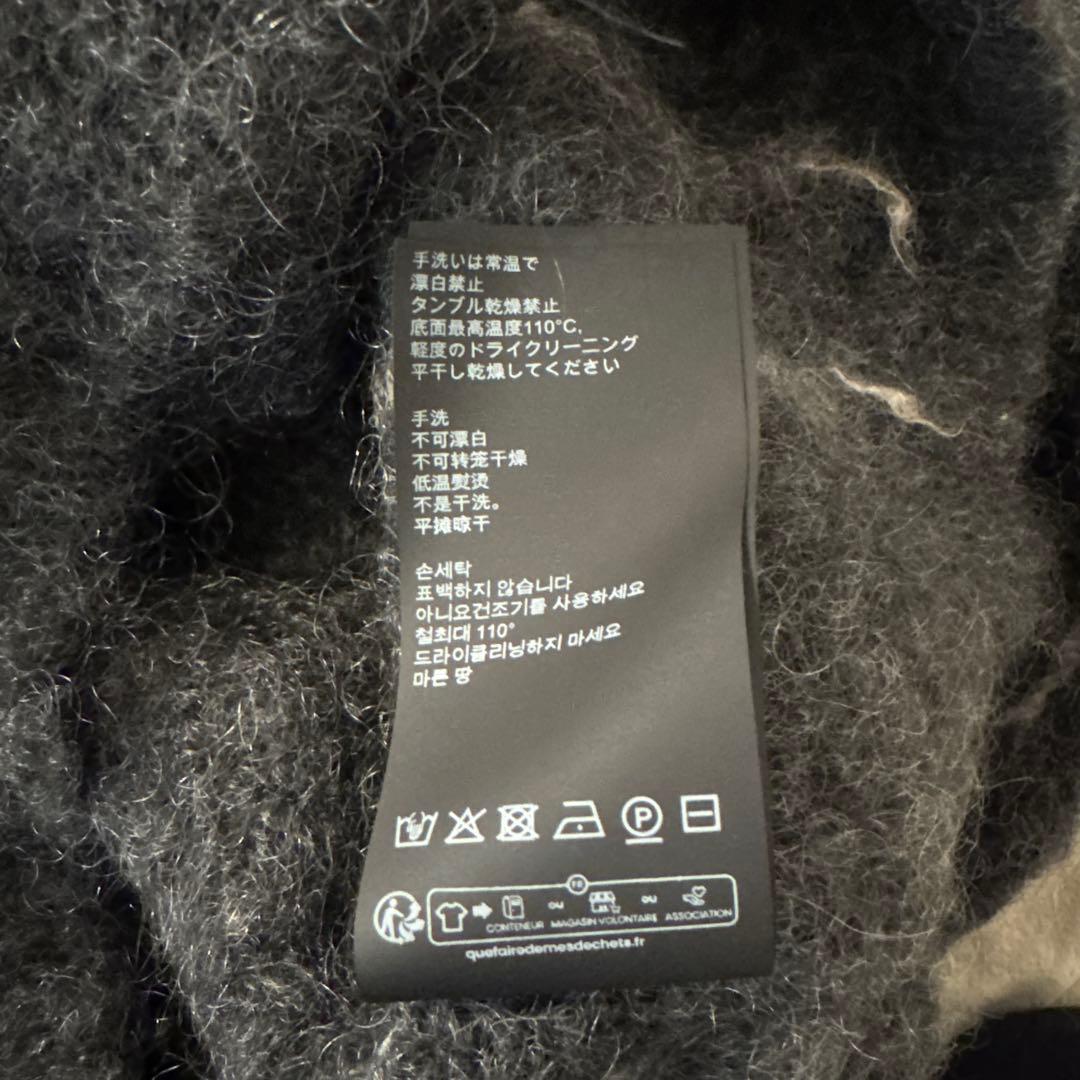 手洗いは常温で
漂白禁止
タンブル乾燥禁止
底面最高温度110°C,
軽度のドライクリーニング
平干し乾燥してください
手洗
不可漂白
不可转笼干燥
低温熨烫
不是干洗。
平摊晾干
손세탁
표백하지 않습니다
아니요건조기를 사용하세요
철최대 110°
드라이클리닝하지 마세요
마른 땅
P
FR
OU OU
CONTENEUR MAGASIN VOLONTAIRE ASSOCIATION
quefairedemesdechets.fr